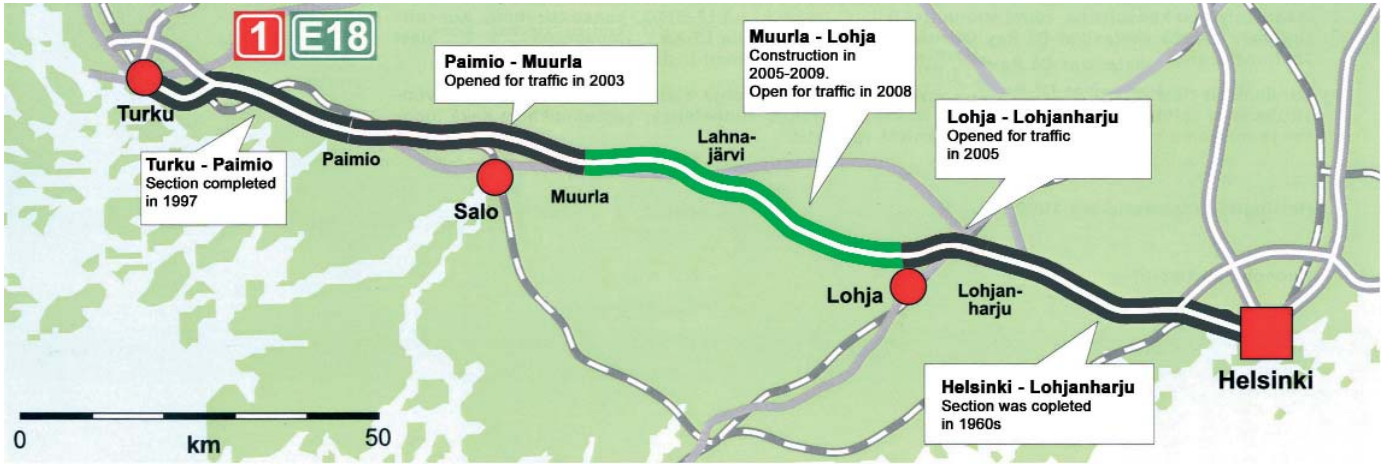 1 E18
Turku
Turku - Paimio
Section completed
in 1997
Paimio
Paimio - Muurla
Opened for traffic in 2003
Salo
Muurla
Lahna-
järvi
Muurla - Lohja
Construction in
2005-2009.
Open for traffic in 2008
Lohja - Lohjanharju
Opened for traffic
in 2005
Lohja
Lohjan-
harju
Helsinki - Lohjanharju
Section was copleted
in 1960s
Helsinki
0 km 50